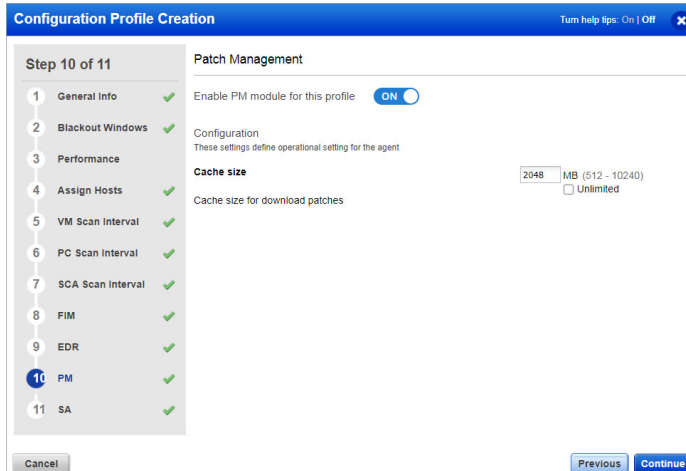 Configuration Profile Creation
Turn help tips: On | Off
Step 10 of 11
1 General Info
2 Blackout Windows
3 Performance
4 Assign Hosts
5 VM Scan Interval
6 PC Scan Interval
7 SCA Scan Interval
8 FIM
9 EDR
10 PM
11 SA
Patch Management
Enable PM module for this profile ON
Configuration
These settings define operational setting for the agent
Cache size
2048 MB (512 - 10240)
Unlimited
Cache size for download patches
Cancel
Previous
Continue